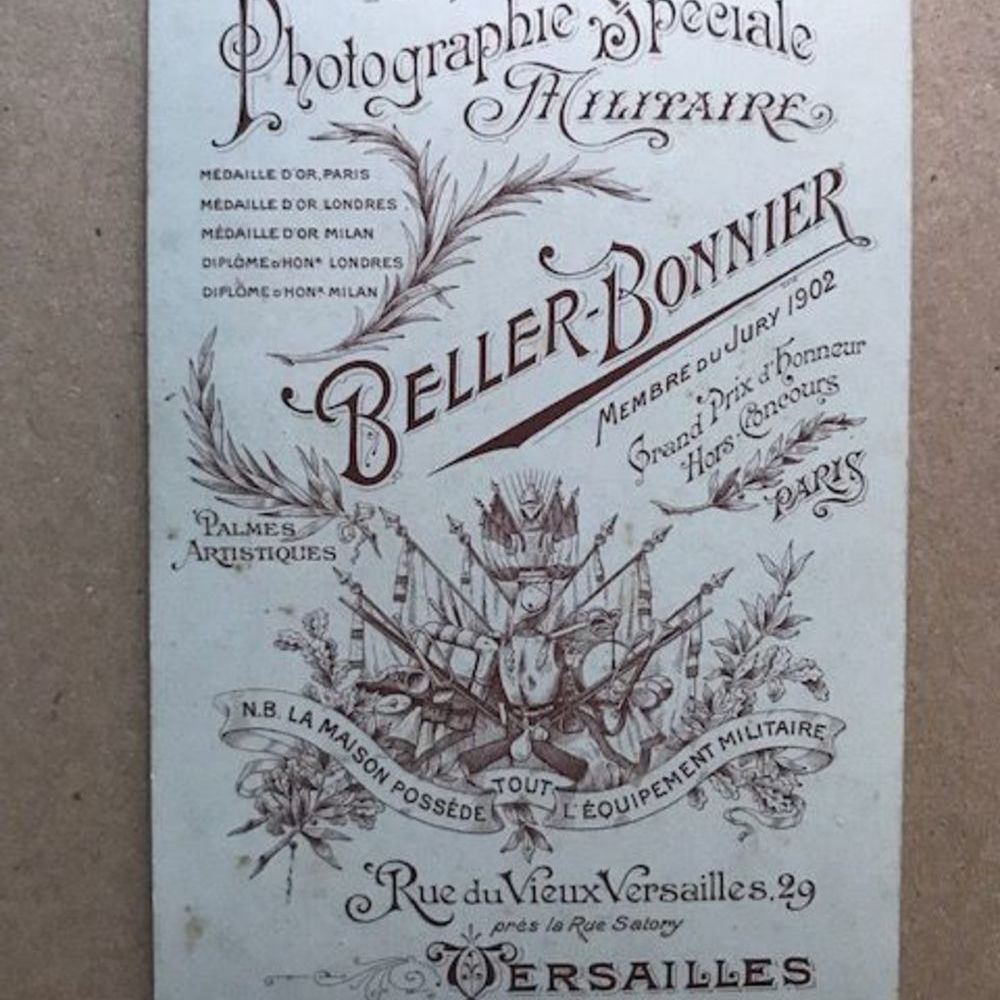 Photographie Spéciale
MILITAIRE
MÉDAILLE D'OR, PARIS
MÉDAILLE D'OR LONDRES
MÉDAILLE D'OR MILAN
DIPLÔME D'HONR LONDRES
DIPLÔME D'HONR MILAN
BELLER-BONNIER
MEMBRE DU JURY 1902
Grand Prix d'honneur
Hors-Concours
PARIS
PALMES
ARTISTIQUES
N.B. LA MAISON POSSÉDE TOUT L'ÉQUIPEMENT MILITAIRE
Rue du Vieux Versailles. 29
prés la Rue Satory
VERSAILLES